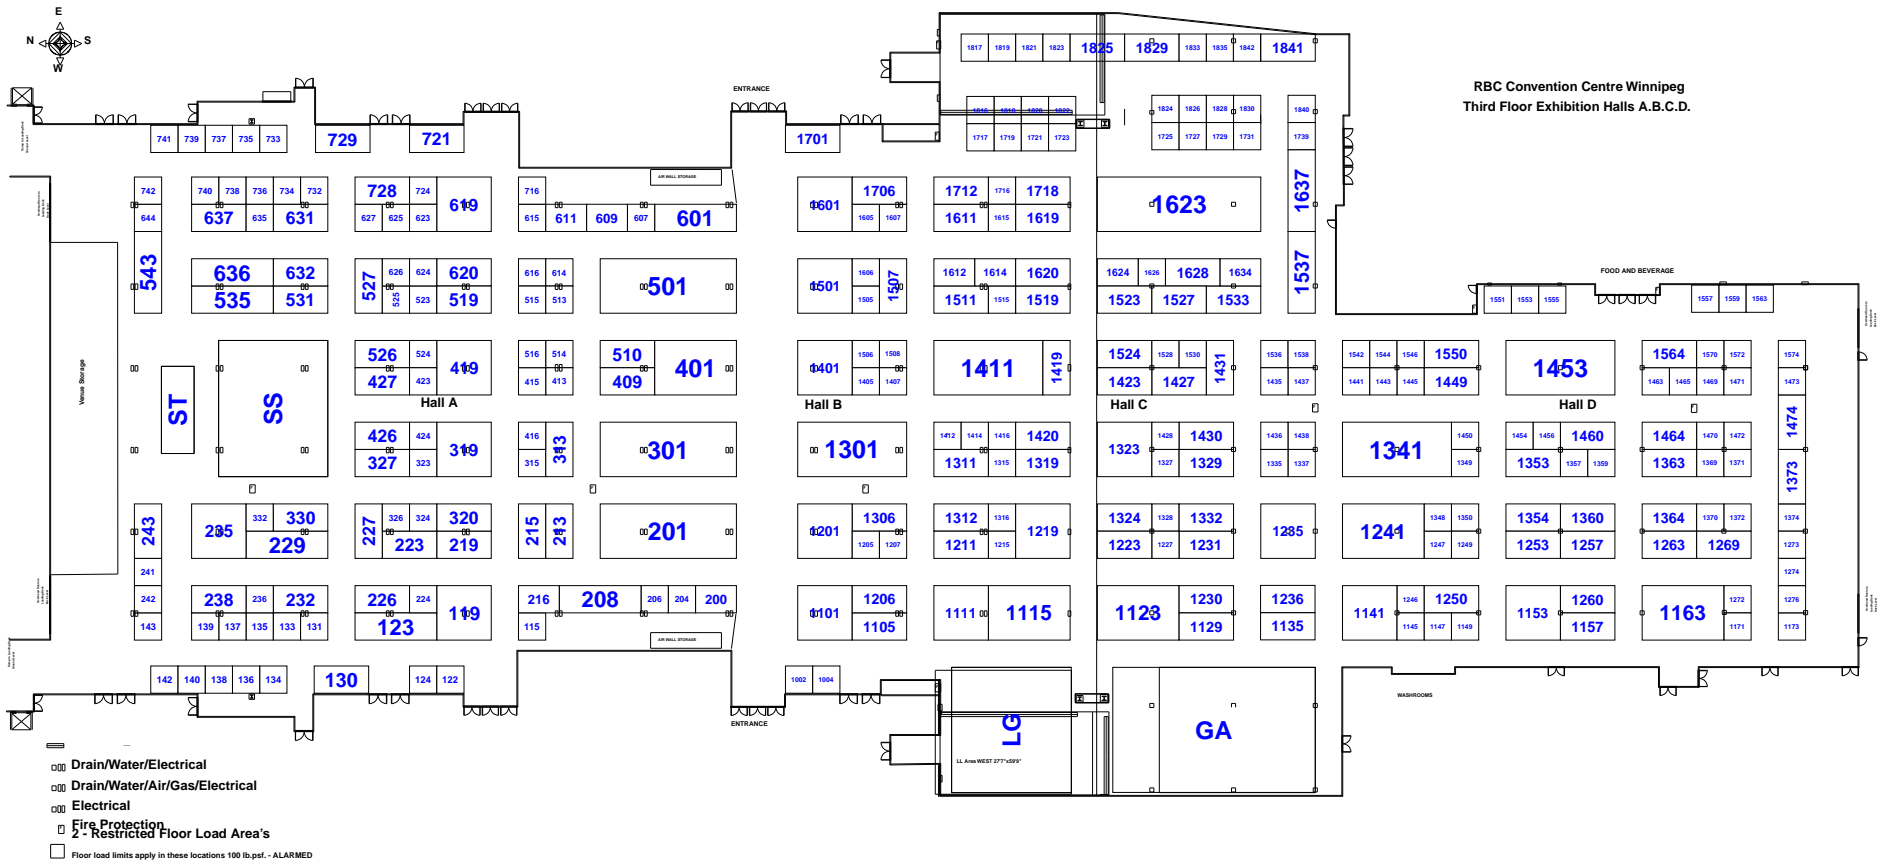 E
N S
W
RBC Convention Centre Winnipeg
Third Floor Exhibition Halls A.B.C.D.
1817 1819 1821 1823 1825 1829 1833 1835 1842 1841
ENTRANCE
1816 1818 1820 1822 1824 1826 1828 1830 1840
741 739 737 735 733 729 721 1701 1717 1719 1721 1723 1725 1727 1729 1731 1739
AIR WALL STORAGE
742 740 738 736 734 732 728 724 619 716 1601 1706 1712 1716 1718 1623 1637
644 637 635 631 627 625 623 615 611 609 607 601 1605 1607 1611 1615 1619
FOOD AND BEVERAGE
543 636 632 527 626 624 620 616 614 501 1501 1606 1507 1612 1614 1620 1624 1626 1628 1634 1537
535 531 525 523 519 515 513 1505 1511 1515 1519 1523 1527 1533 1551 1553 1555 1557 1559 1563
Venue Storage
ST SS 526 524 419 516 514 510 401 1401 1506 1508 1411 1419 1524 1528 1530 1431 1536 1538 1542 1544 1546 1550 1453 1564 1570 1572 1574
427 423 415 413 409 1405 1407 1423 1427 1435 1437 1441 1443 1445 1449 1463 1465 1469 1471 1473
Hall A Hall B Hall C Hall D
426 424 319 416 313 301 1301 1412 1414 1416 1420 1323 1428 1430 1436 1438 1341 1450 1454 1456 1460 1464 1470 1472 1474
327 323 315 1311 1315 1319 1327 1329 1335 1337 1349 1353 1357 1359 1363 1369 1371 1373
243 235 332 330 227 326 324 320 215 213 201 1201 1306 1312 1316 1219 1324 1328 1332 1285 1241 1348 1350 1354 1360 1364 1370 1372 1374
229 223 219 1205 1207 1211 1215 1223 1227 1231 1247 1249 1253 1257 1263 1269 1273
241 1274
242 238 236 232 226 224 119 216 208 206 204 200 1101 1206 1111 1115 1123 1230 1236 1141 1246 1250 1153 1260 1163 1272 1276
143 139 137 135 133 131 123 115 1105 1129 1135 1145 1147 1149 1157 1171 1173
AIR WALL STORAGE
142 140 138 136 134 130 124 122 1002 1004
WASHROOMS
ENTRANCE
LG GA
LL Area WEST 27'7"x59'9"
Drain/Water/Electrical
Drain/Water/Air/Gas/Electrical
Electrical
Fire Protection
2 - Restricted Floor Load Area's
Floor load limits apply in these locations 100 lb.psf. - ALARMED